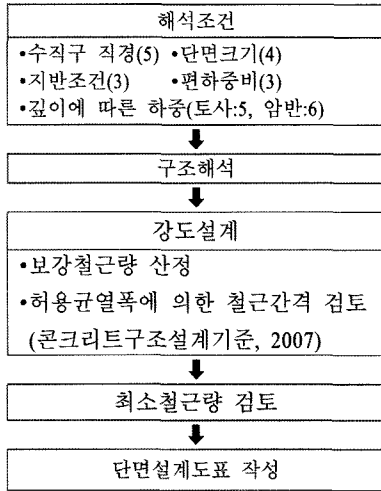 해석조건
•수직구 직경(5) •단면크기(4)
•지반조건(3) •편하중비(3)
•깊이에 따른 하중(토사:5, 암반:6)
구조해석
강도설계
•보강철근량 산정
•허용균열폭에 의한 철근간격 검토
(콘크리트구조설계기준, 2007)
최소철근량 검토
단면설계도표 작성